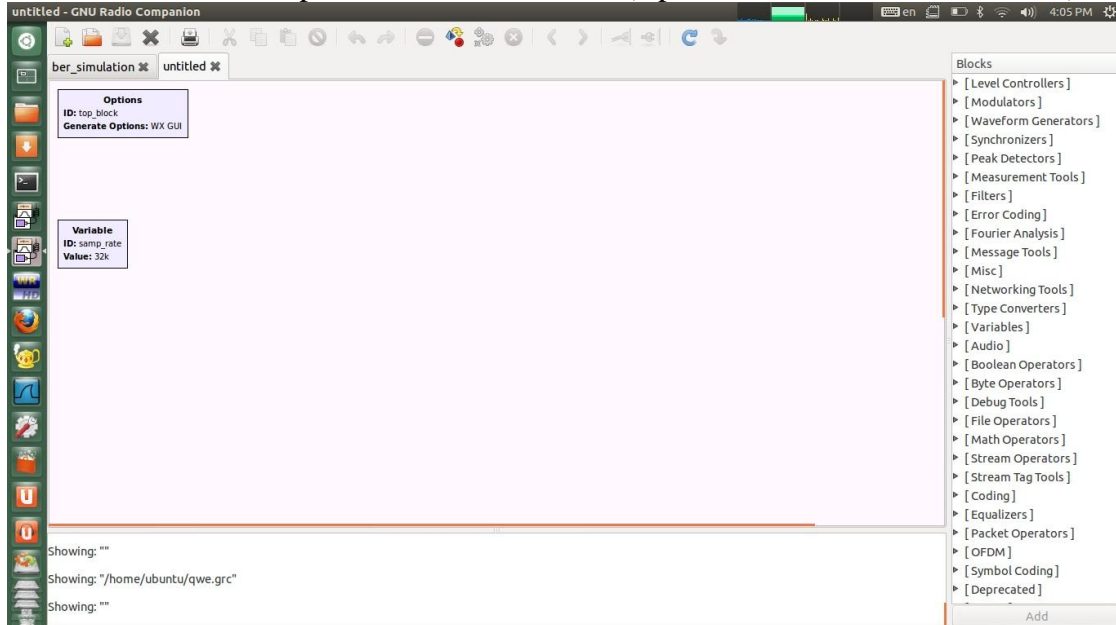 untitled - GNU Radio Companion
en
4:05 PM
ber_simulation
untitled
Options
ID: top_block
Generate Options: WX GUI
Variable
ID: samp_rate
Value: 32k
Showing: ""
Showing: "/home/ubuntu/qwe.grc"
Showing: ""
Blocks
[ Level Controllers ]
[ Modulators ]
[ Waveform Generators ]
[ Synchronizers ]
[ Peak Detectors ]
[ Measurement Tools ]
[ Filters ]
[ Error Coding ]
[ Fourier Analysis ]
[ Message Tools ]
[ Misc ]
[ Networking Tools ]
[ Type Converters ]
[ Variables ]
[ Audio ]
[ Boolean Operators ]
[ Byte Operators ]
[ Debug Tools ]
[ File Operators ]
[ Math Operators ]
[ Stream Operators ]
[ Stream Tag Tools ]
[ Coding ]
[ Equalizers ]
[ Packet Operators ]
[ OFDM ]
[ Symbol Coding ]
[ Deprecated ]
Add
WR
HD
U